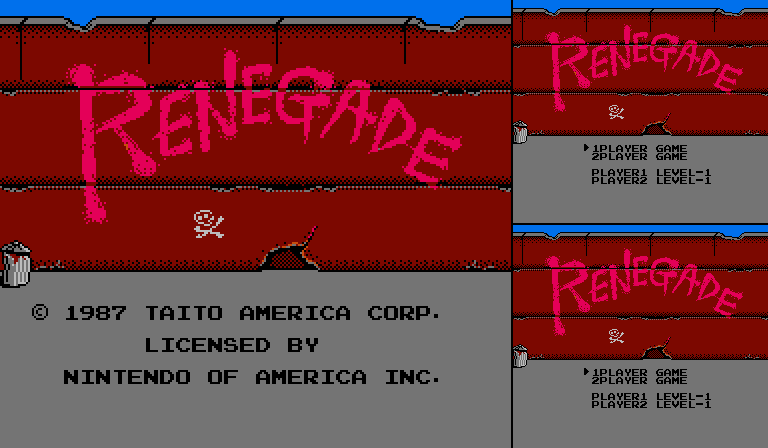 RENEGADE
© 1987 TAITO AMERICA CORP.
LICENSED BY
NINTENDO OF AMERICA INC.
RENEGADE
1PLAYER GAME
2PLAYER GAME
PLAYER1 LEVEL-1
PLAYER2 LEVEL-1
RENEGADE
1PLAYER GAME
2PLAYER GAME
PLAYER1 LEVEL-1
PLAYER2 LEVEL-1